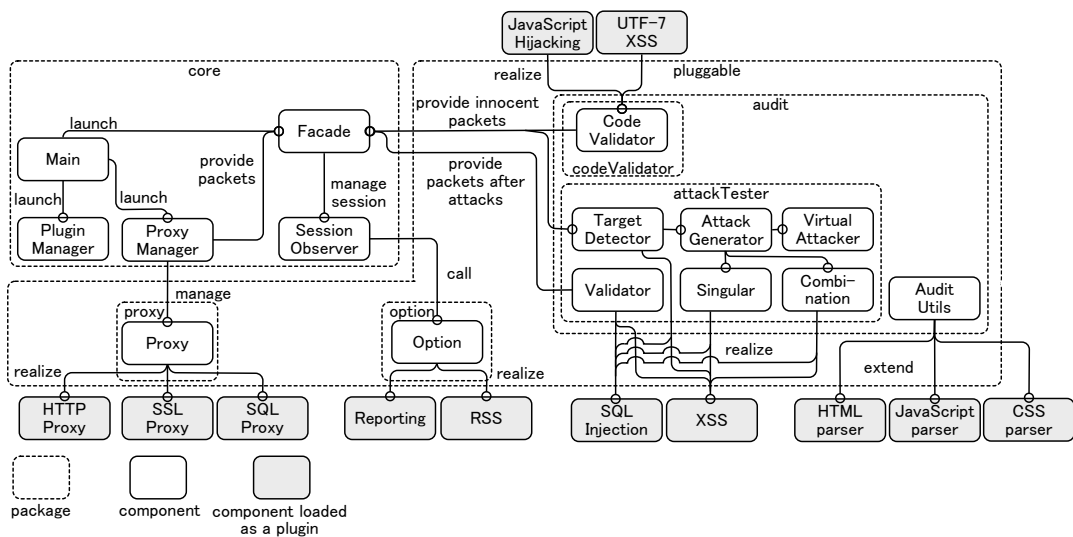 JavaScript
Hijacking
UTF-7
XSS
core
realize
pluggable
audit
provide innocent
packets
Code
Validator
codeValidator
launch
Facade
Main
provide
packets
provide
packets after
attacks
manage
session
launch
launch
attackTester
Plugin
Manager
Proxy
Manager
Session
Observer
Target
Detector
Attack
Generator
Virtual
Attacker
call
Validator
Singular
Combi-
nation
Audit
Utils
manage
proxy
option
Proxy
Option
realize
extend
realize
realize
HTTP
Proxy
SSL
Proxy
SQL
Proxy
Reporting
RSS
SQL
Injection
XSS
HTML
parser
JavaScript
parser
CSS
parser
package
component
component loaded
as a plugin